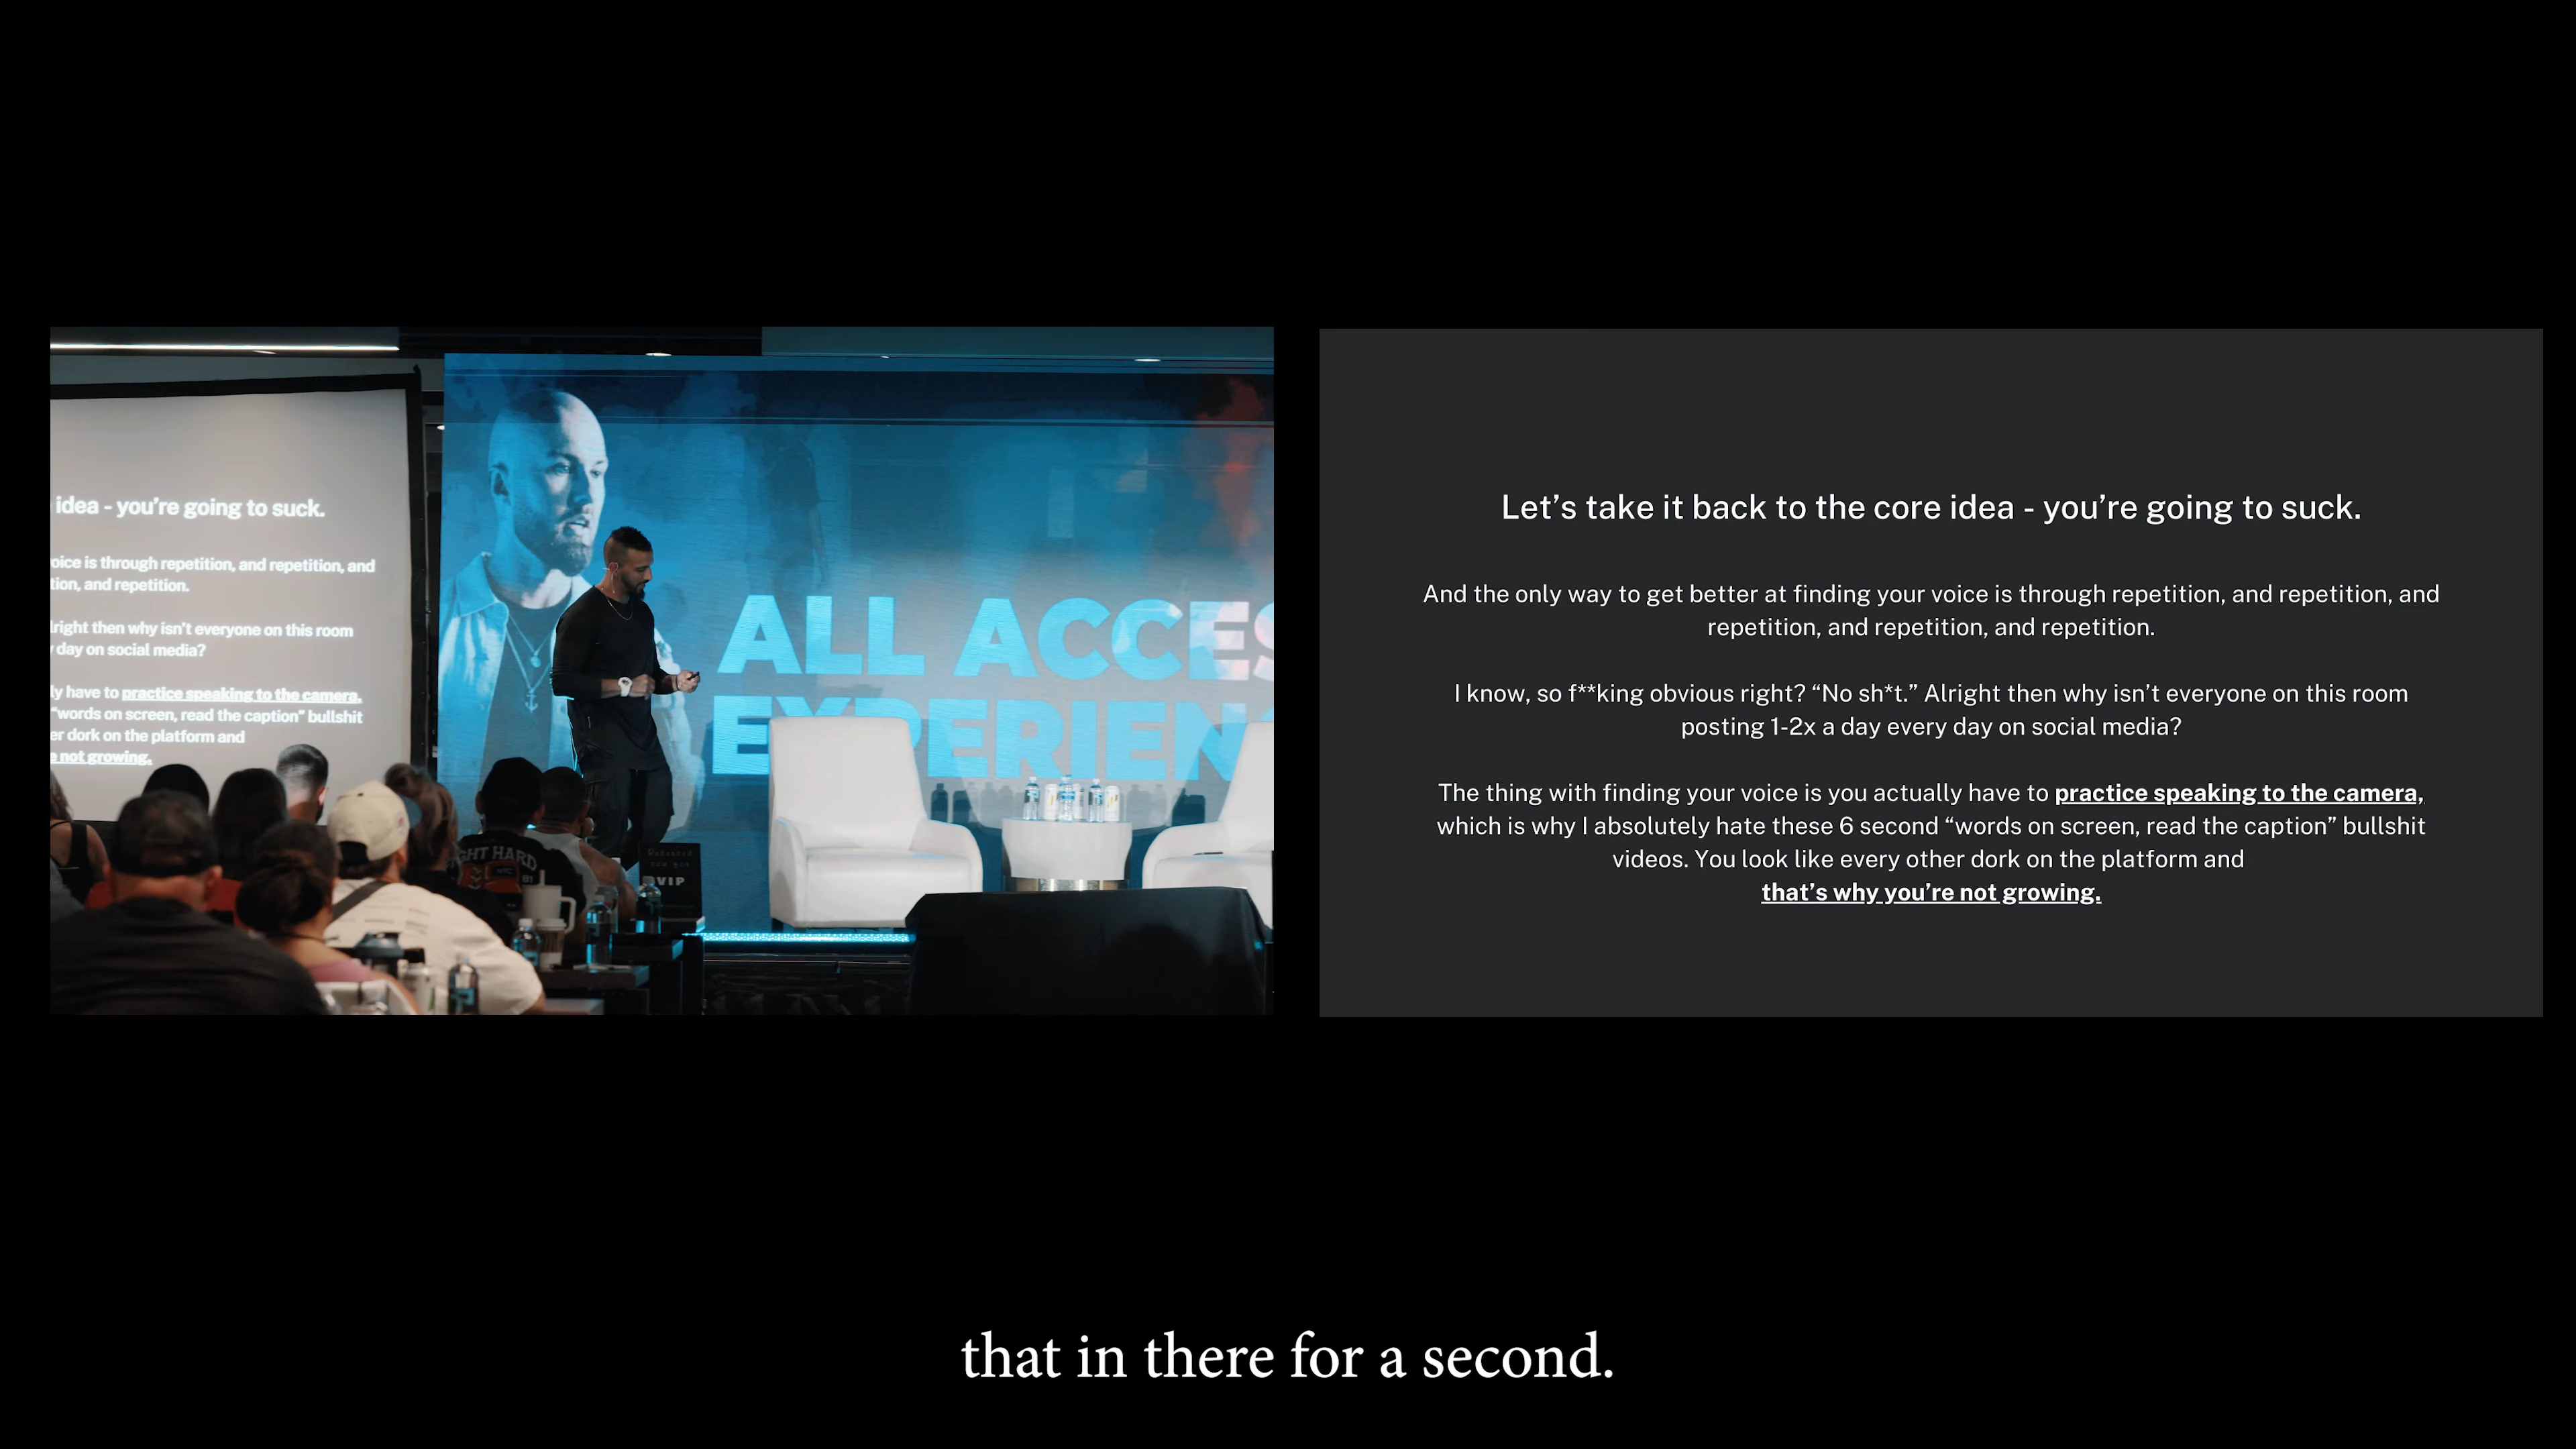 idea - you're going to suck.
voice is through repetition, and repetition, and
tion, and repetition.
right then why isn't everyone on this room
day on social media?
ly have to practice speaking to the camera,
"words on screen, read the caption" bullshit
er dork on the platform and
not growing.
ALL ACCES
EXPERIENC
GHT HARD
VIP
Let's take it back to the core idea - you're going to suck.
And the only way to get better at finding your voice is through repetition, and repetition, and
repetition, and repetition, and repetition.
I know, so f**king obvious right? “No sh*t.” Alright then why isn't everyone on this room
posting 1-2x a day every day on social media?
The thing with finding your voice is you actually have to practice speaking to the camera,
which is why I absolutely hate these 6 second “words on screen, read the caption” bullshit
videos. You look like every other dork on the platform and
that's why you're not growing.
that in there for a second.